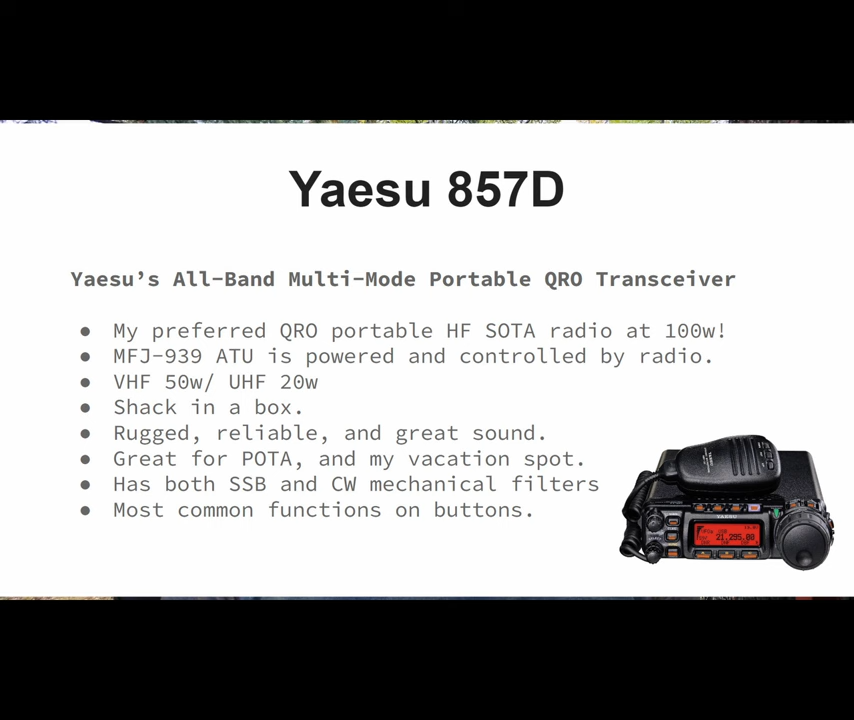 Yaesu 857D
Yaesu's All-Band Multi-Mode Portable QRO Transceiver
● My preferred QRO portable HF SOTA radio at 100w!
● MFJ-939 ATU is powered and controlled by radio.
● VHF 50w/ UHF 20w
● Shack in a box.
● Rugged, reliable, and great sound.
● Great for POTA, and my vacation spot.
● Has both SSB and CW mechanical filters
● Most common functions on buttons.
YAESU
21,295.00